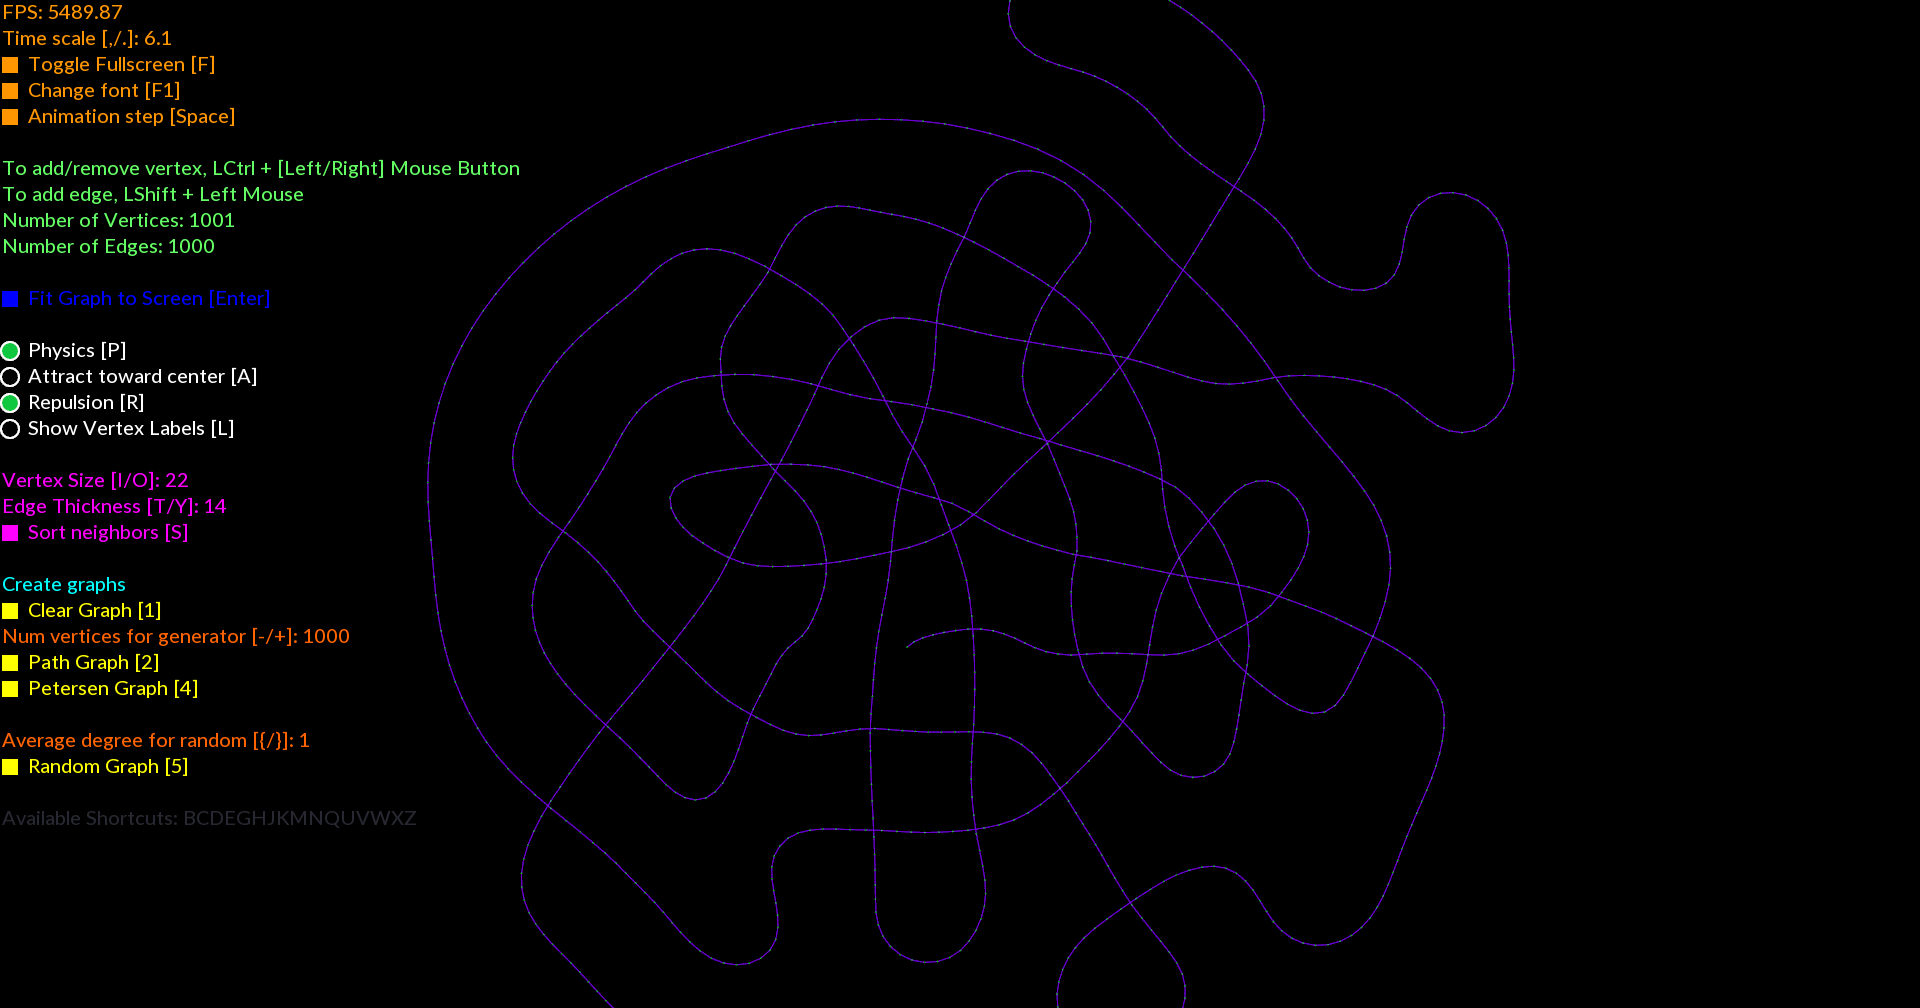 FPS: 5489.87
Time scale [,/.]: 6.1
Toggle Fullscreen [F]
Change font [F1]
Animation step [Space]
To add/remove vertex, LCtrl + [Left/Right] Mouse Button
To add edge, LShift + Left Mouse
Number of Vertices: 1001
Number of Edges: 1000
Fit Graph to Screen [Enter]
Physics [P]
Attract toward center [A]
Repulsion [R]
Show Vertex Labels [L]
Vertex Size [I/O]: 22
Edge Thickness [T/Y]: 14
Sort neighbors [S]
Create graphs
Clear Graph [1]
Num vertices for generator [-/+]: 1000
Path Graph [2]
Petersen Graph [4]
Average degree for random [{/}]: 1
Random Graph [5]
Available Shortcuts: BCDEGHJKMNQUVWXZ